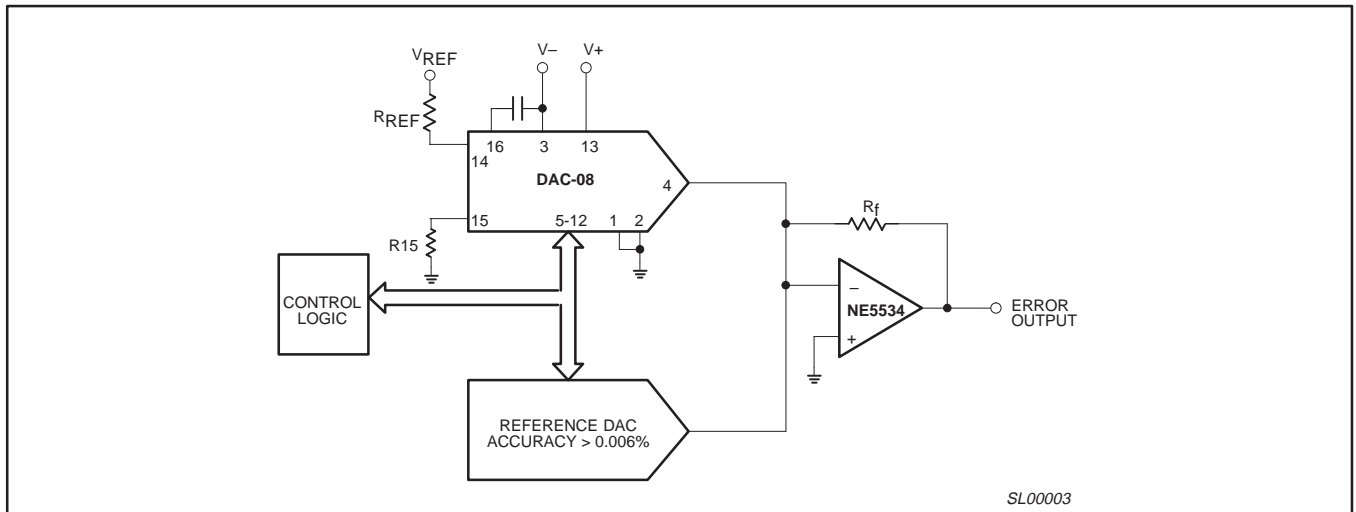 VREF
V–
V+
RREF
16
3
13
14
DAC-08
4
15
5-12
1
2
Rf
R15
CONTROL
LOGIC
–
NE5534
+
ERROR
OUTPUT
REFERENCE DAC
ACCURACY > 0.006%
SL00003